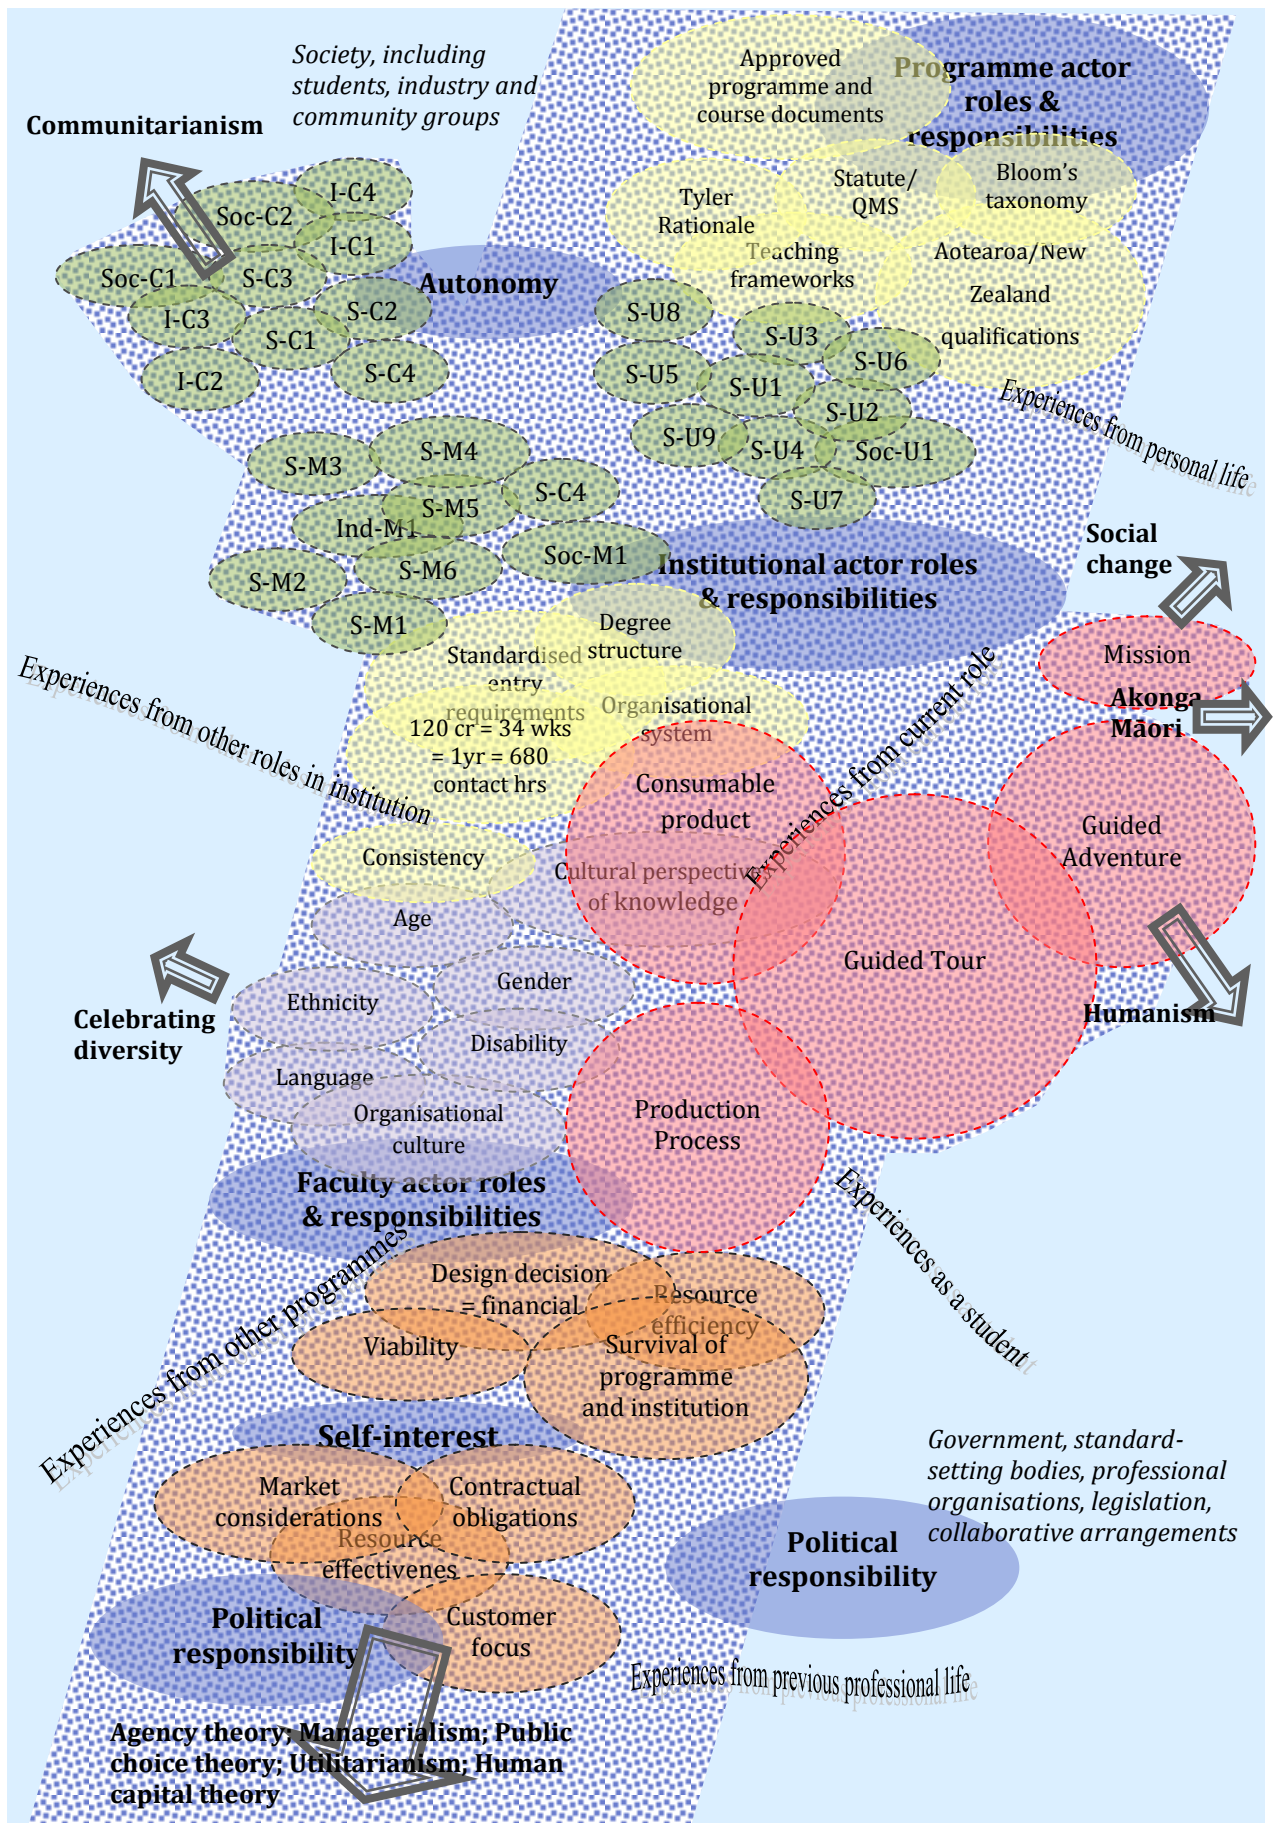 Society, including
students, industry and
community groups
Communitarianism
Approved
programme and
course documents
Programme actor
roles &
responsibilities
Tyler
Rationale
Statute/
QMS
Bloom's
taxonomy
Teaching
frameworks
Aotearoa/New
Zealand
qualifications
I-C4
Soc-C2
I-C1
Soc-C1
S-C3
I-C3
S-C2
S-C1
I-C2
S-C4
Autonomy
S-U8
S-U3
S-U6
S-U5
S-U1
S-U2
S-U9
S-U4
Soc-U1
S-U7
Experiences from personal life
S-M3
S-M4
S-C4
S-M5
Ind-M1
Soc-M1
S-M6
S-M2
S-M1
Institutional actor roles
& responsibilities
Social
change
Mission
Akonga
Māori
Degree
structure
Standardised
entry
requirements
Organisational
system
120 cr = 34 wks
= 1yr = 680
contact hrs
Experiences from other roles in institution
Experiences from current role
Consumable
product
Guided
Adventure
Consistency
Cultural perspectives
of knowledge
Age
Guided Tour
Gender
Ethnicity
Celebrating
diversity
Disability
Humanism
Language
Organisational
culture
Production
Process
Faculty actor roles
& responsibilities
Experiences as a student
Experiences from other programmes
Design decision
= financial
Resource
efficiency
Viability
Survival of
programme
and institution
Self-interest
Government, standard-
setting bodies, professional
organisations, legislation,
collaborative arrangements
Market
considerations
Contractual
obligations
Resource
effectivenes
Political
responsibility
Political
responsibility
Customer
focus
Experiences from previous professional life
Agency theory; Managerialism; Public
choice theory; Utilitarianism; Human
capital theory